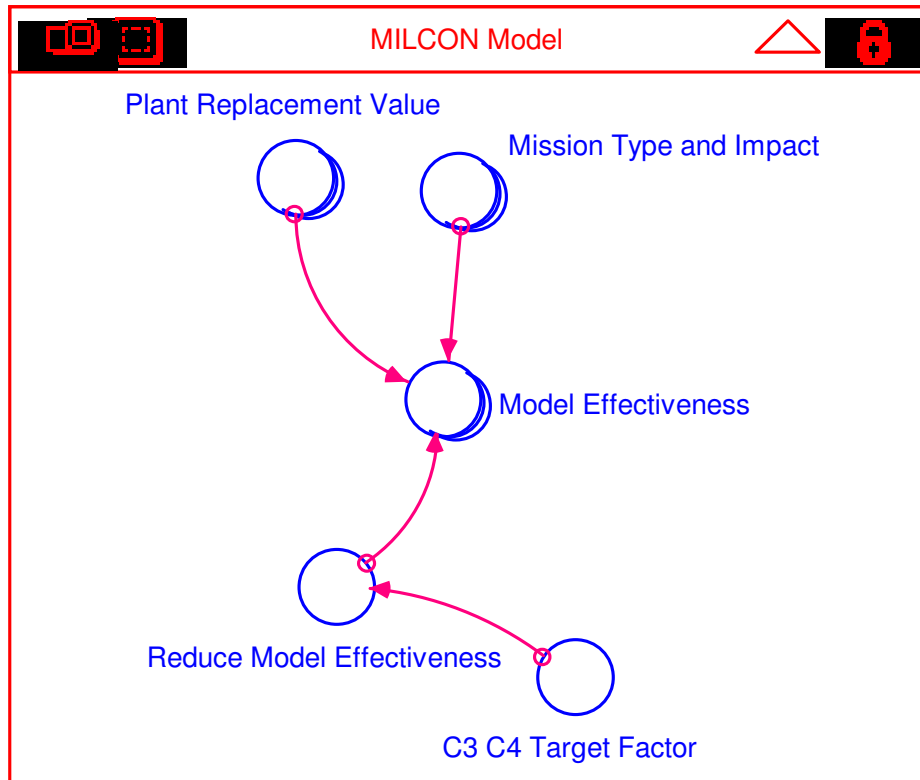 MILCON Model
Plant Replacement Value
Mission Type and Impact
Model Effectiveness
Reduce Model Effectiveness
C3 C4 Target Factor